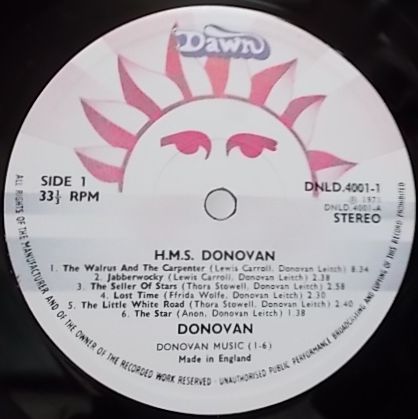 Dawn
SIDE 1
33⅓ RPM
DNLD.4001-1
℗ 1971
DNLD.4001-A
STEREO
H.M.S. DONOVAN
1. The Walrus And The Carpenter (Lewis Carroll, Donovan Leitch) 8.34
2. Jabberwocky (Lewis Carroll, Donovan Leitch) 2.38
3. The Seller Of Stars (Thora Stowell, Donovan Leitch) 2.58
4. Lost Time (Ffrida Wolfe, Donovan Leitch) 2.30
5. The Little White Road (Thora Stowell, Donovan Leitch) 2.40
6. The Star (Anon, Donovan Leitch) 1.38
DONOVAN
DONOVAN MUSIC (1-6)
Made in England
ALL RIGHTS OF THE MANUFACTURER AND OF THE OWNER OF THE RECORDED WORK RESERVED · UNAUTHORISED PUBLIC PERFORMANCE BROADCASTING AND COPYING OF THIS RECORD PROHIBITED